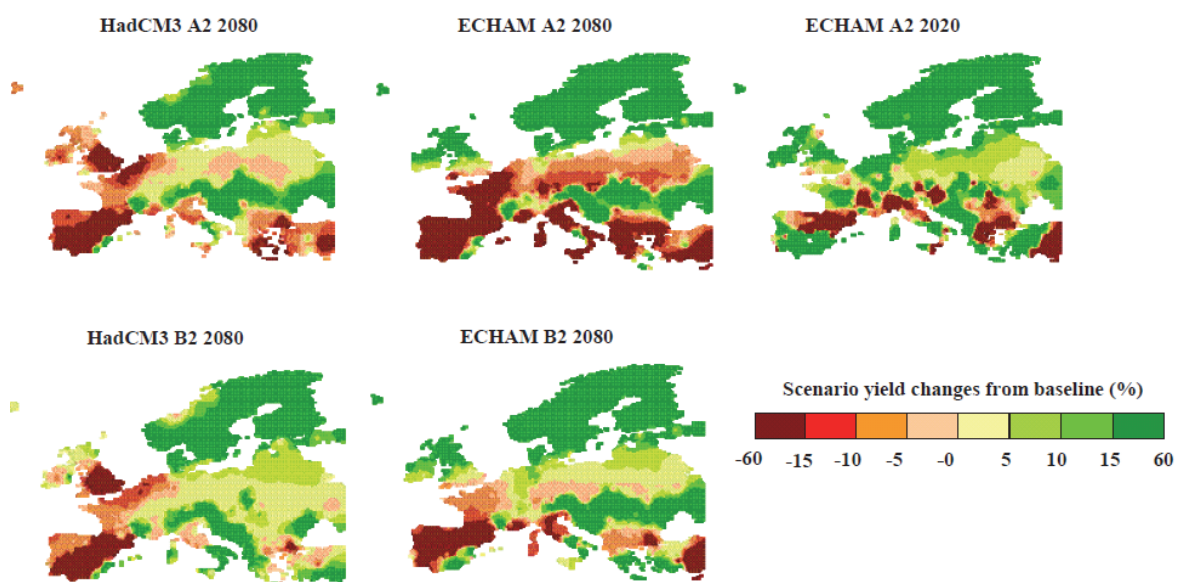 HadCM3 A2 2080
ECHAM A2 2080
ECHAM A2 2020
HadCM3 B2 2080
ECHAM B2 2080
Scenario yield changes from baseline (%)
-60 -15 -10 -5 -0 5 10 15 60